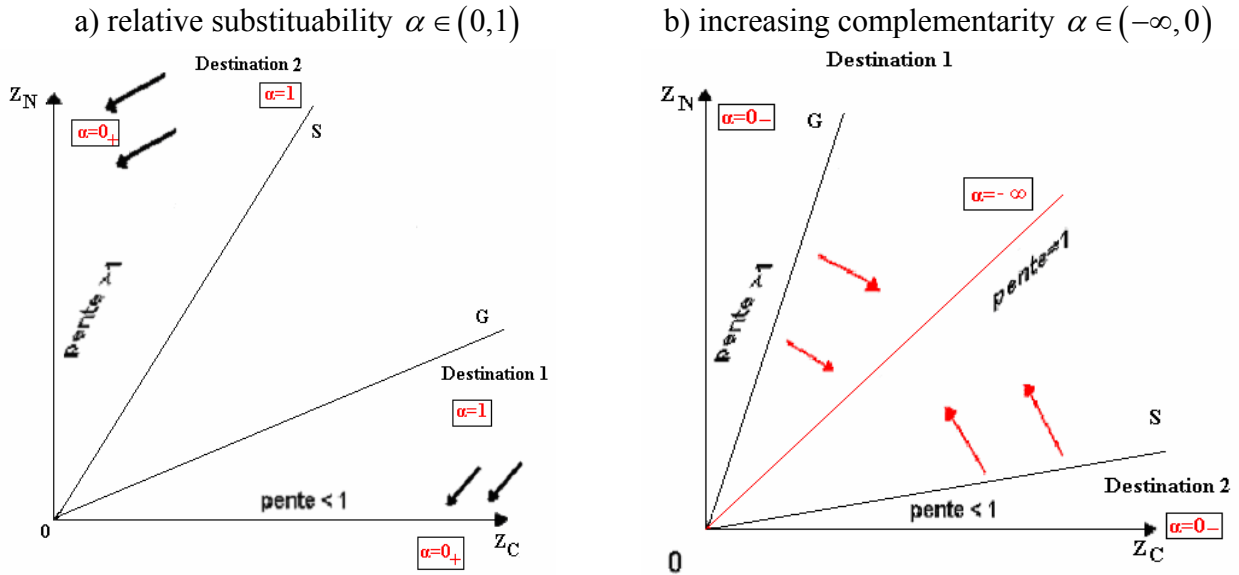 a) relative substituability α ∈ (0,1)
Destination 2
Z_N
α=1
α=0₊
S
pente >1
G
Destination 1
α=1
pente < 1
0
Z_C
α=0₊
b) increasing complementarity α ∈ (−∞,0)
Destination 1
Z_N
α=0₋
G
α=- ∞
pente >1
pente=1
S
Destination 2
pente < 1
α=0₋
Z_C
0